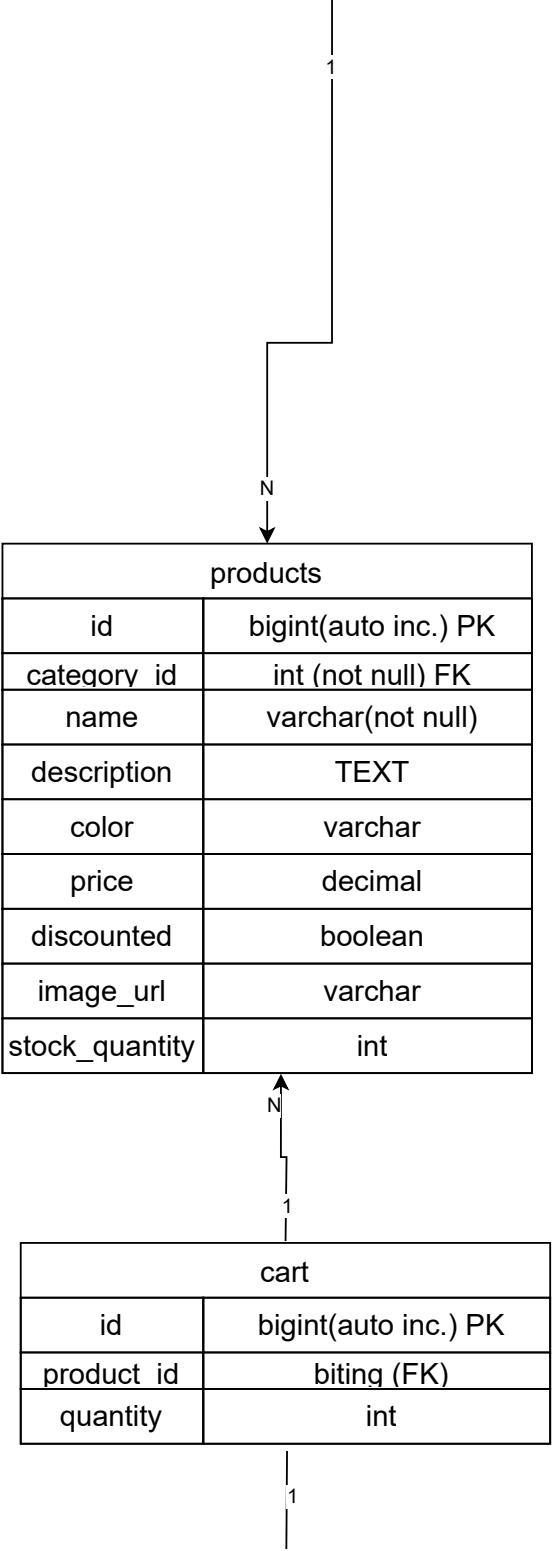 1
N
products
id bigint(auto inc.) PK
category_id int (not null) FK
name varchar(not null)
description TEXT
color varchar
price decimal
discounted boolean
image_url varchar
stock_quantity int
N
1
cart
id bigint(auto inc.) PK
product_id biting (FK)
quantity int
1